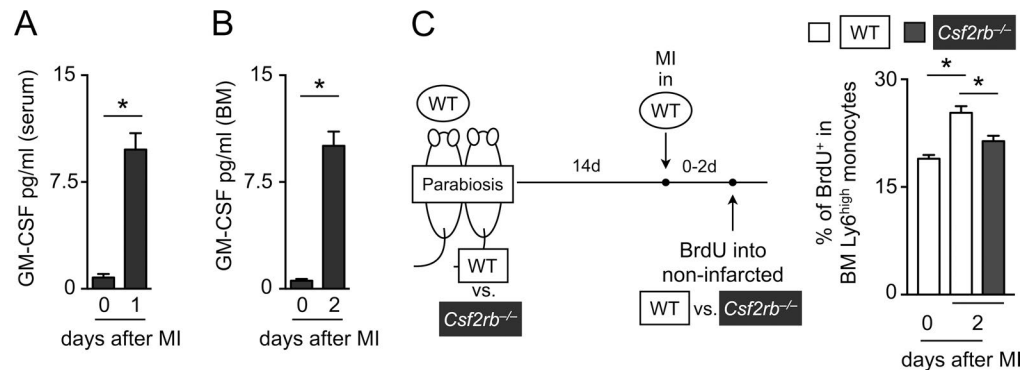 A
GM-CSF pg/ml (serum)
15
7.5
0
*
0 1
days after MI
B
GM-CSF pg/ml (BM)
15
7.5
0
*
0 2
days after MI
C
WT
Parabiosis
WT
vs.
Csf2rb–/–
14d
MI
in
WT
0-2d
BrdU into
non-infarcted
WT vs. Csf2rb–/–
WT Csf2rb–/–
% of BrdU+ in
BM Ly6high monocytes
30
15
0
*
*
0 2
days after MI